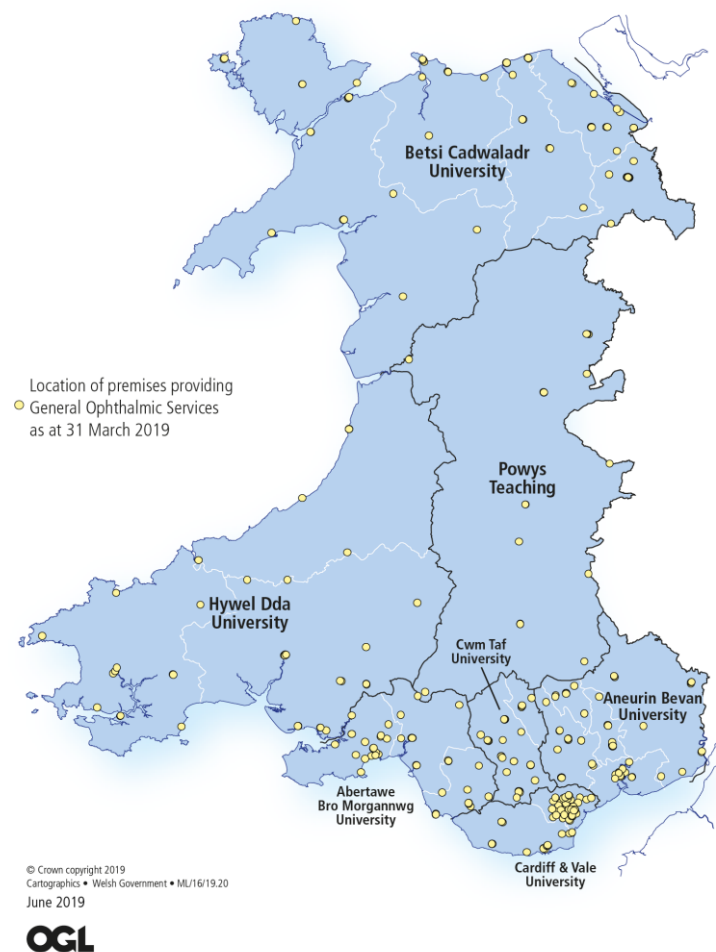 Betsi Cadwaladr
University
Location of premises providing
General Ophthalmic Services
as at 31 March 2019
Powys
Teaching
Hywel Dda
University
Cwm Taf
University
Aneurin Bevan
University
Abertawe
Bro Morgannwg
University
Cardiff & Vale
University
© Crown copyright 2019
Cartographics • Welsh Government • ML/16/19.20
June 2019
OGL